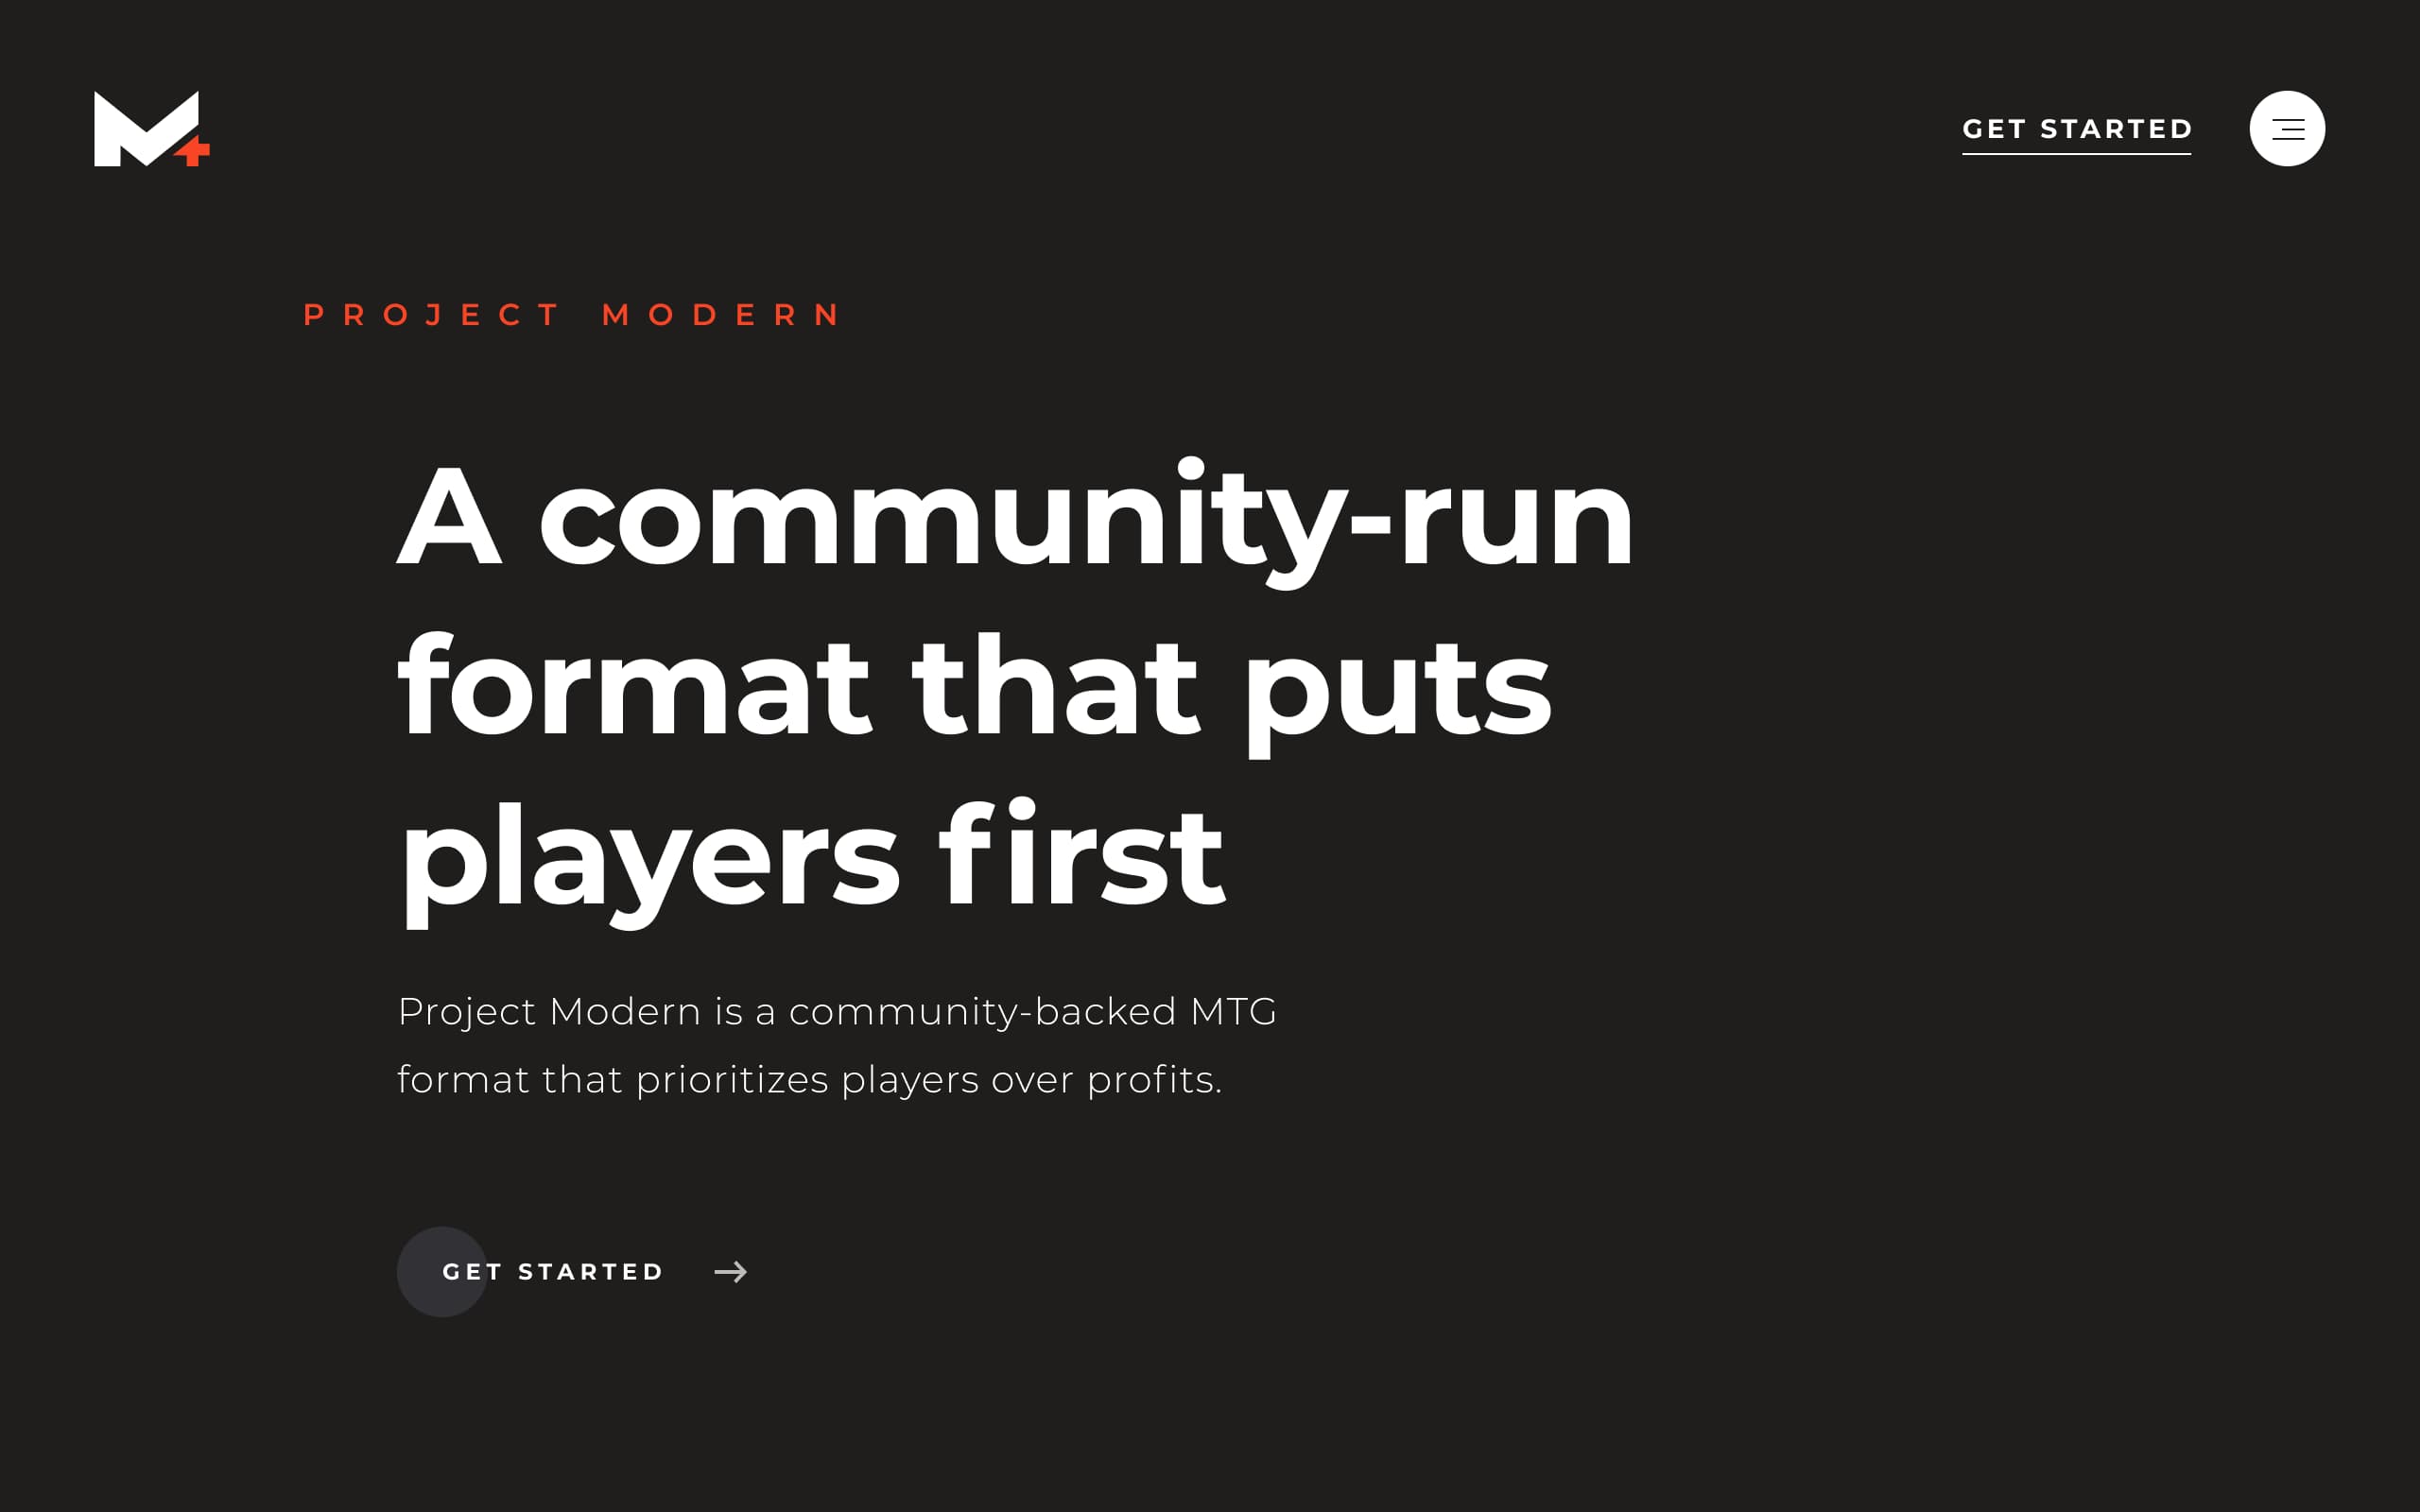 GET STARTED
PROJECT MODERN
A community-run
format that puts
players first
Project Modern is a community-backed MTG
format that prioritizes players over profits.
GET STARTED